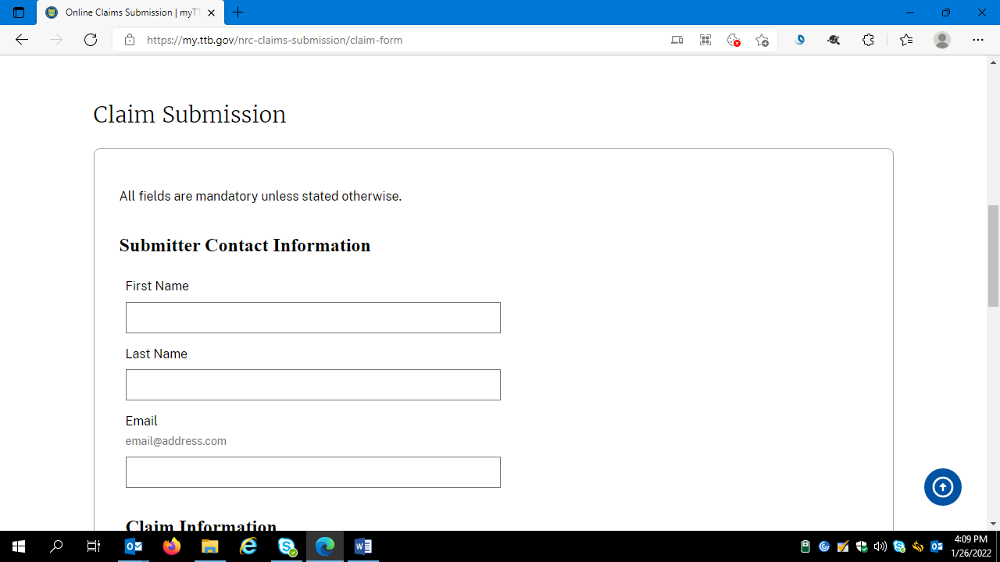 Online Claims Submission | myT
https://my.ttb.gov/nrc-claims-submission/claim-form
Claim Submission
All fields are mandatory unless stated otherwise.
Submitter Contact Information
First Name
Last Name
Email
email@address.com
Claim Information
4:09 PM
1/26/2022